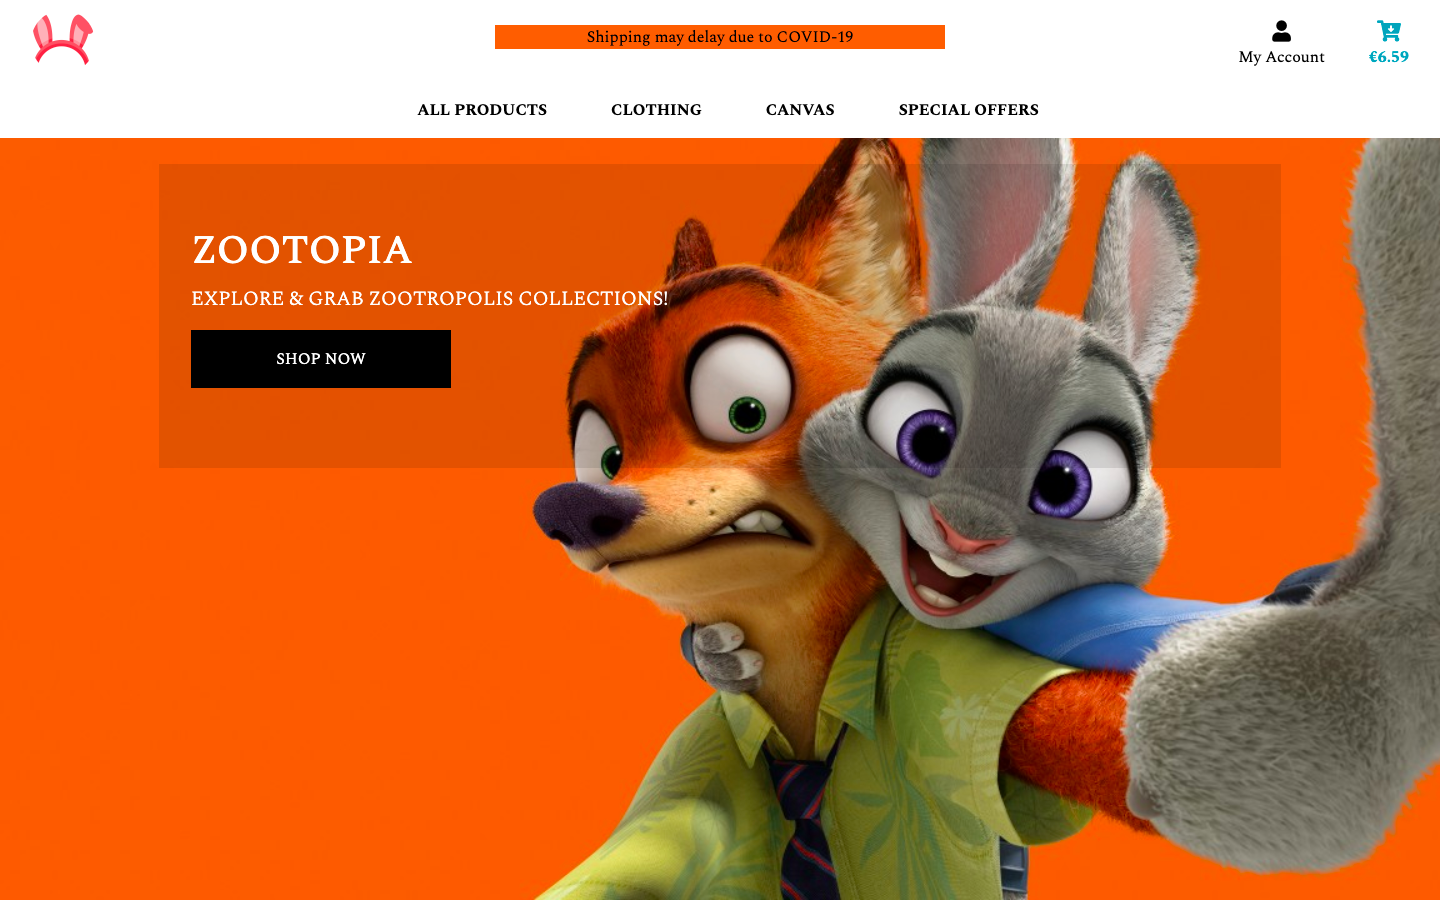 Shipping may delay due to COVID-19
My Account
€6.59
ALL PRODUCTS
CLOTHING
CANVAS
SPECIAL OFFERS
ZOOTOPIA
EXPLORE & GRAB ZOOTROPOLIS COLLECTIONS!
SHOP NOW